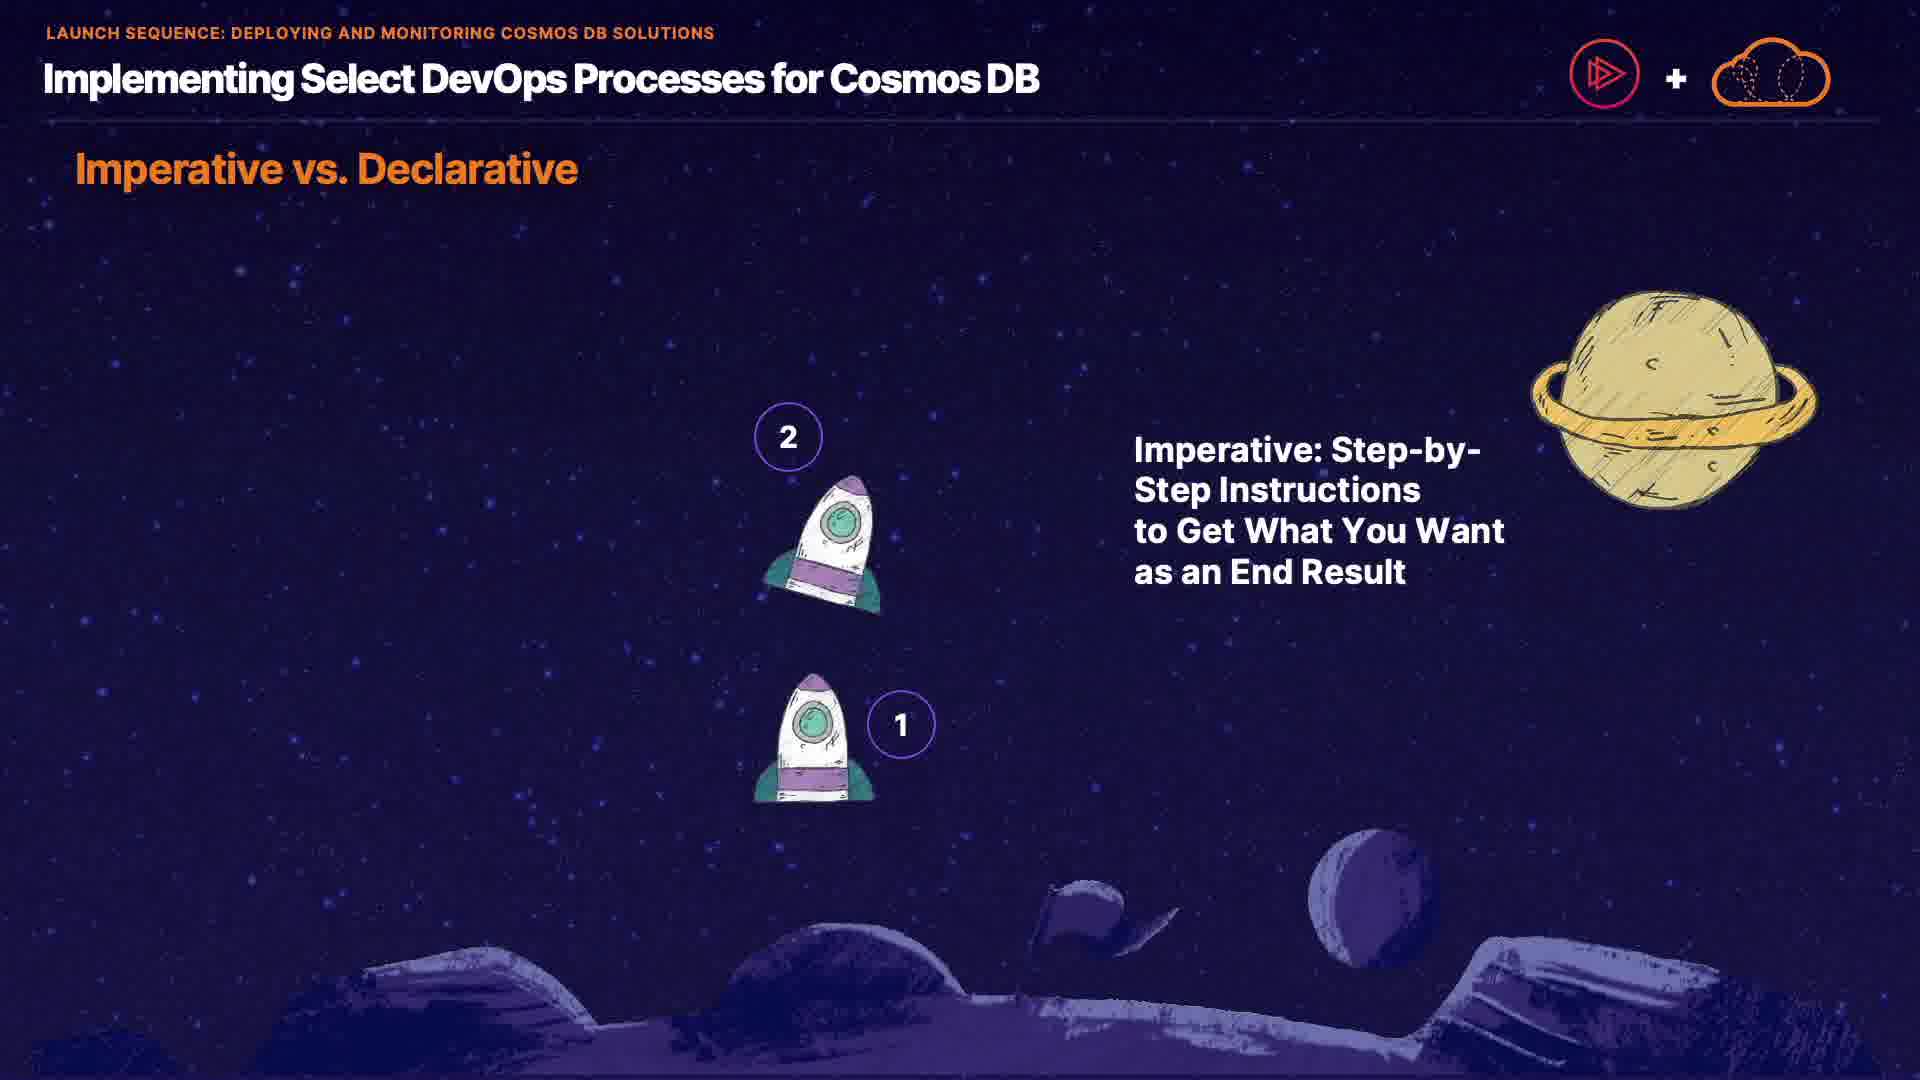 LAUNCH SEQUENCE: DEPLOYING AND MONITORING COSMOS DB SOLUTIONS
Implementing Select DevOps Processes for Cosmos DB
+
Imperative vs. Declarative
2
Imperative: Step-by-
Step Instructions
to Get What You Want
as an End Result
1